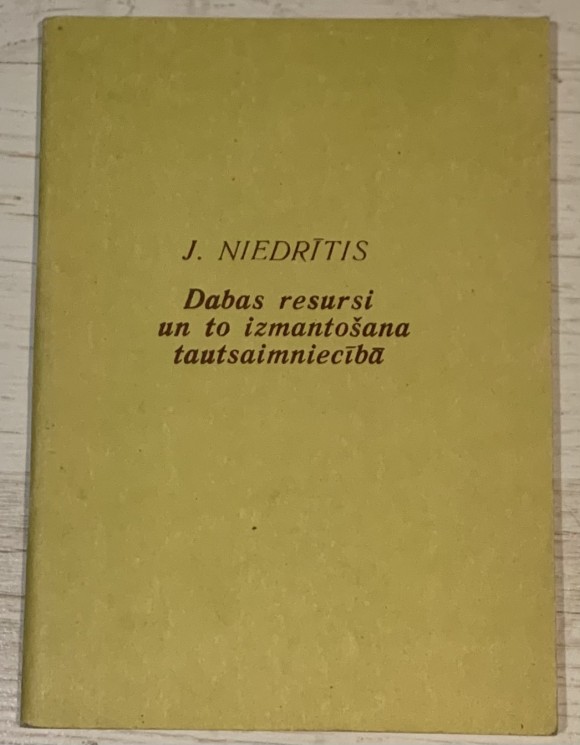 J. NIEDRĪTIS
Dabas resursi
un to izmantošana
tautsaimniecībā